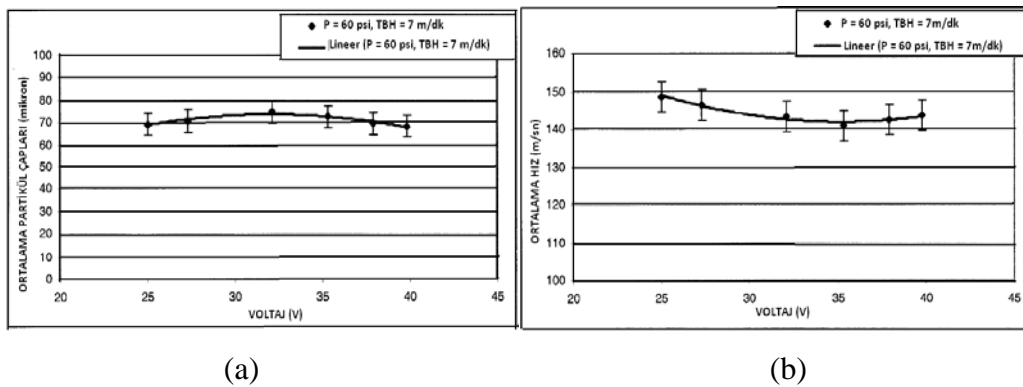 P = 60 psi, TBH = 7 m/dk
Lineer (P = 60 psi, TBH = 7 m/dk)
ORTALAMA PARTİKÜL ÇAPLARI (mikron)
100
90
80
70
60
50
40
30
20
10
0
20 25 30 35 40 45
VOLTAJ (V)
(a)
P = 60 psi, TBH = 7m/dk
Lineer (P = 60 psi, TBH = 7m/dk)
ORTALAMA HIZ (m/sn)
160
150
140
130
120
110
100
20 25 30 35 40 45
VOLTAJ (V)
(b)